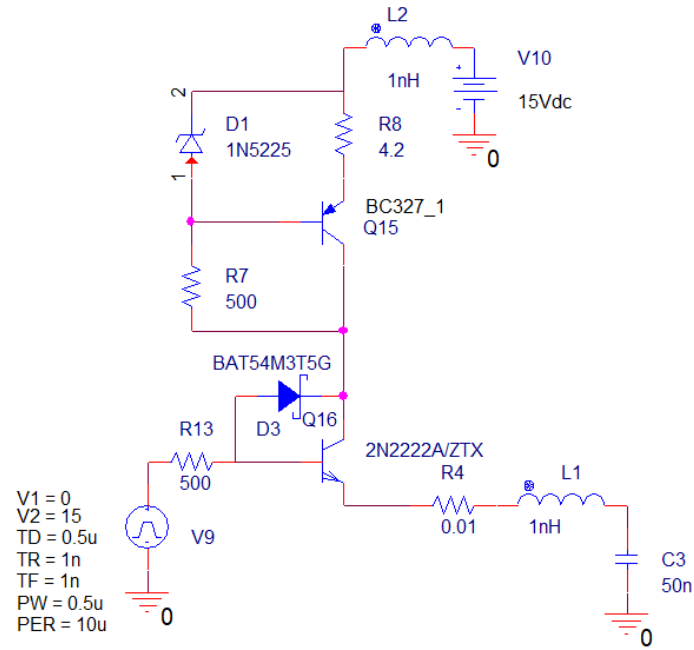 L2
1nH
V10
+
-
15Vdc
0
2
D1
1N5225
1
R8
4.2
BC327_1
Q15
R7
500
BAT54M3T5G
D3
Q16
R13
500
2N2222A/ZTX
R4
0.01
L1
1nH
V1 = 0
V2 = 15
TD = 0.5u
TR = 1n
TF = 1n
PW = 0.5u
PER = 10u
V9
0
C3
50n
0